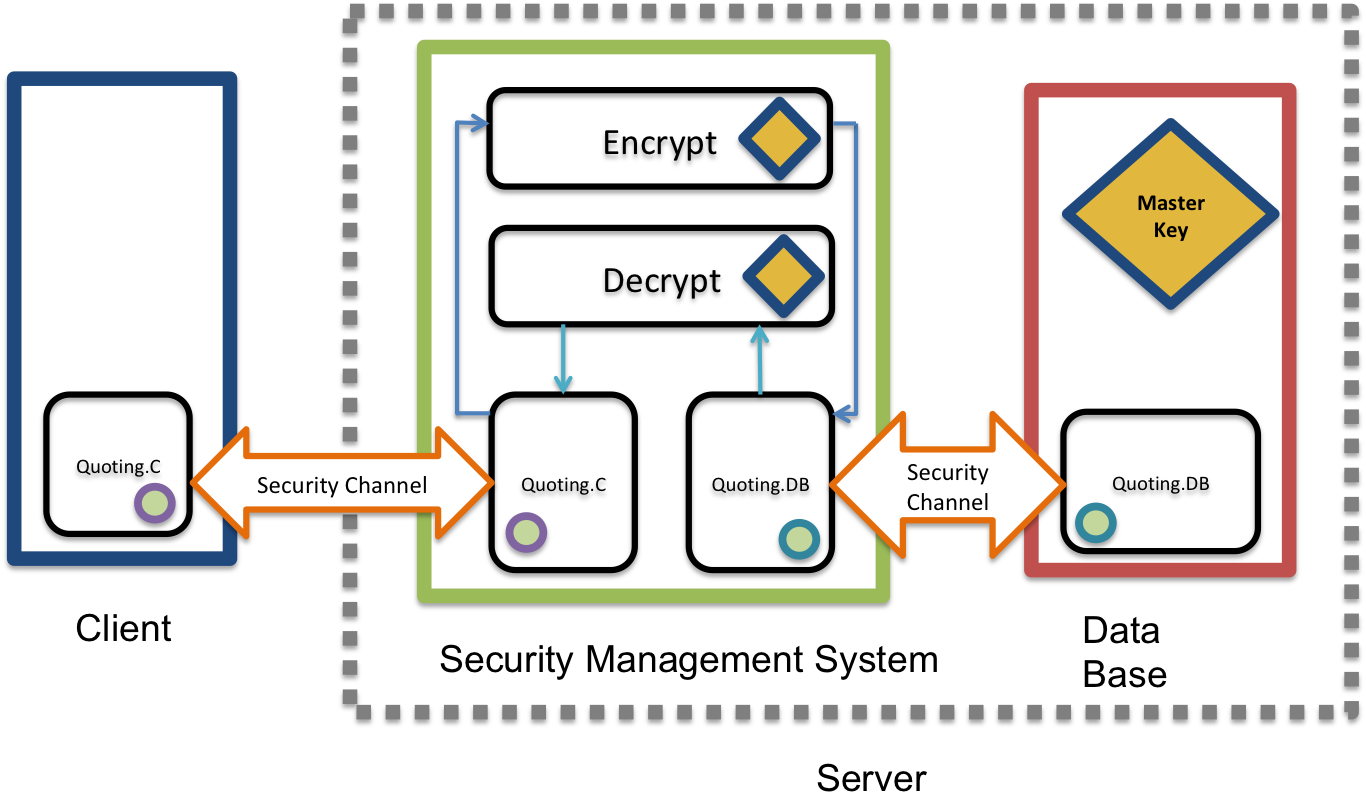 Encrypt
Master
Key
Decrypt
Quoting.C
Security Channel
Quoting.C
Quoting.DB
Security
Channel
Quoting.DB
Client
Security Management System
Data
Base
Server